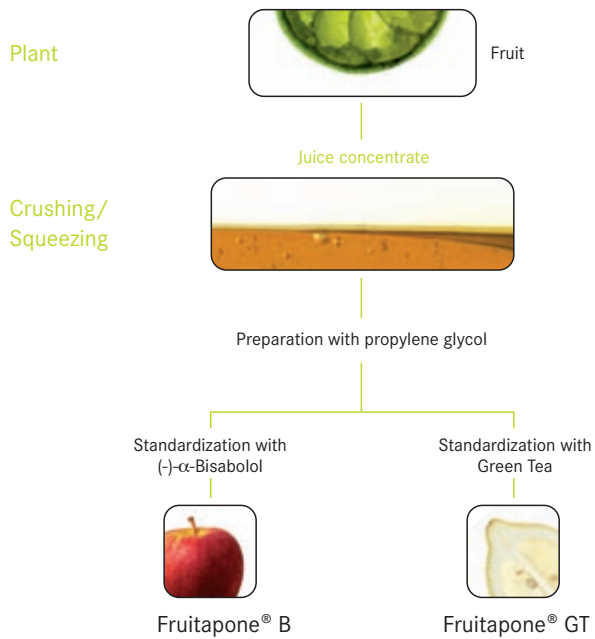 Plant
Fruit
Juice concentrate
Crushing/
Squeezing
Preparation with propylene glycol
Standardization with
(-)-α-Bisabolol
Standardization with
Green Tea
Fruitapone® B
Fruitapone® GT